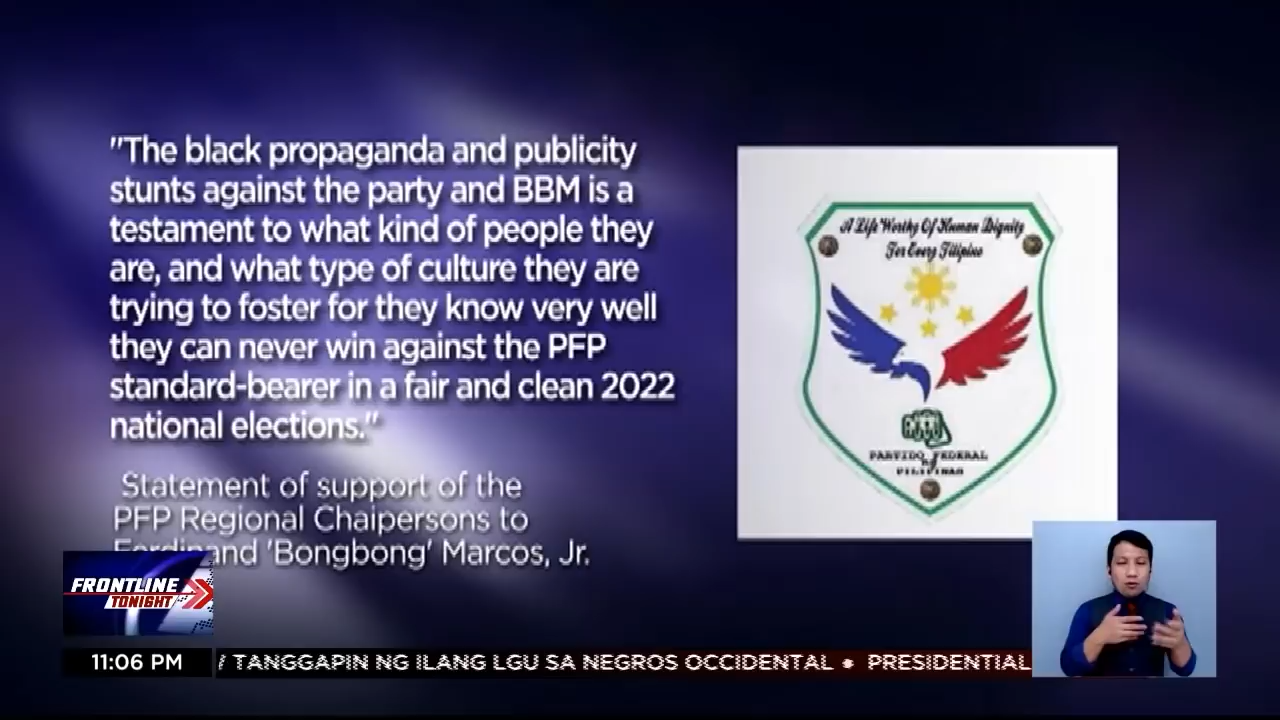 "The black propaganda and publicity
stunts against the party and BBM is a
testament to what kind of people they
are, and what type of culture they are
trying to foster for they know very well
they can never win against the PFP
standard-bearer in a fair and clean 2022
national elections."
Statement of support of the
PFP Regional Chaipersons to
Ferdinand 'Bongbong' Marcos, Jr.
A Life Worthy Of Human Dignity
For Every Filipino
PARTIDO FEDERAL
ng
PILIPINAS
FRONTLINE
TONIGHT
11:06 PM
/ TANGGAPIN NG ILANG LGU SA NEGROS OCCIDENTAL • PRESIDENTIAL